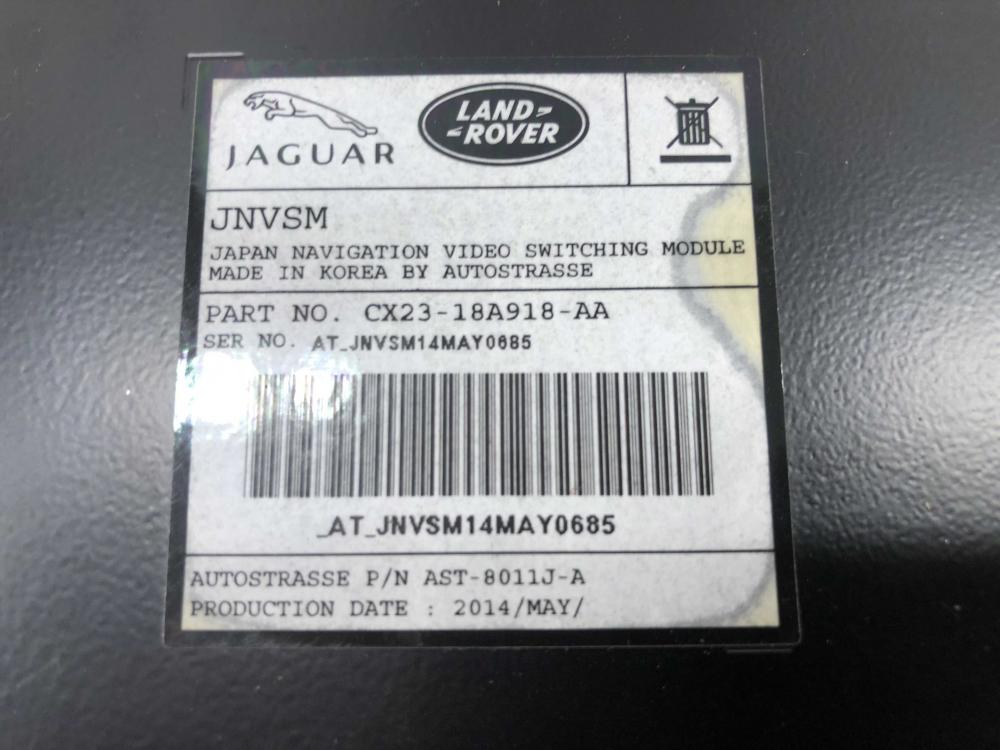 JAGUAR
LAND-
-ROVER
JNVSM
JAPAN NAVIGATION VIDEO SWITCHING MODULE
MADE IN KOREA BY AUTOSTRASSE
PART NO. CX23-18A918-AA
SER NO. AT_JNVSM14MAY0685
_AT_JNVSM14MAY0685
AUTOSTRASSE P/N AST-8011J-A
PRODUCTION DATE : 2014/MAY/